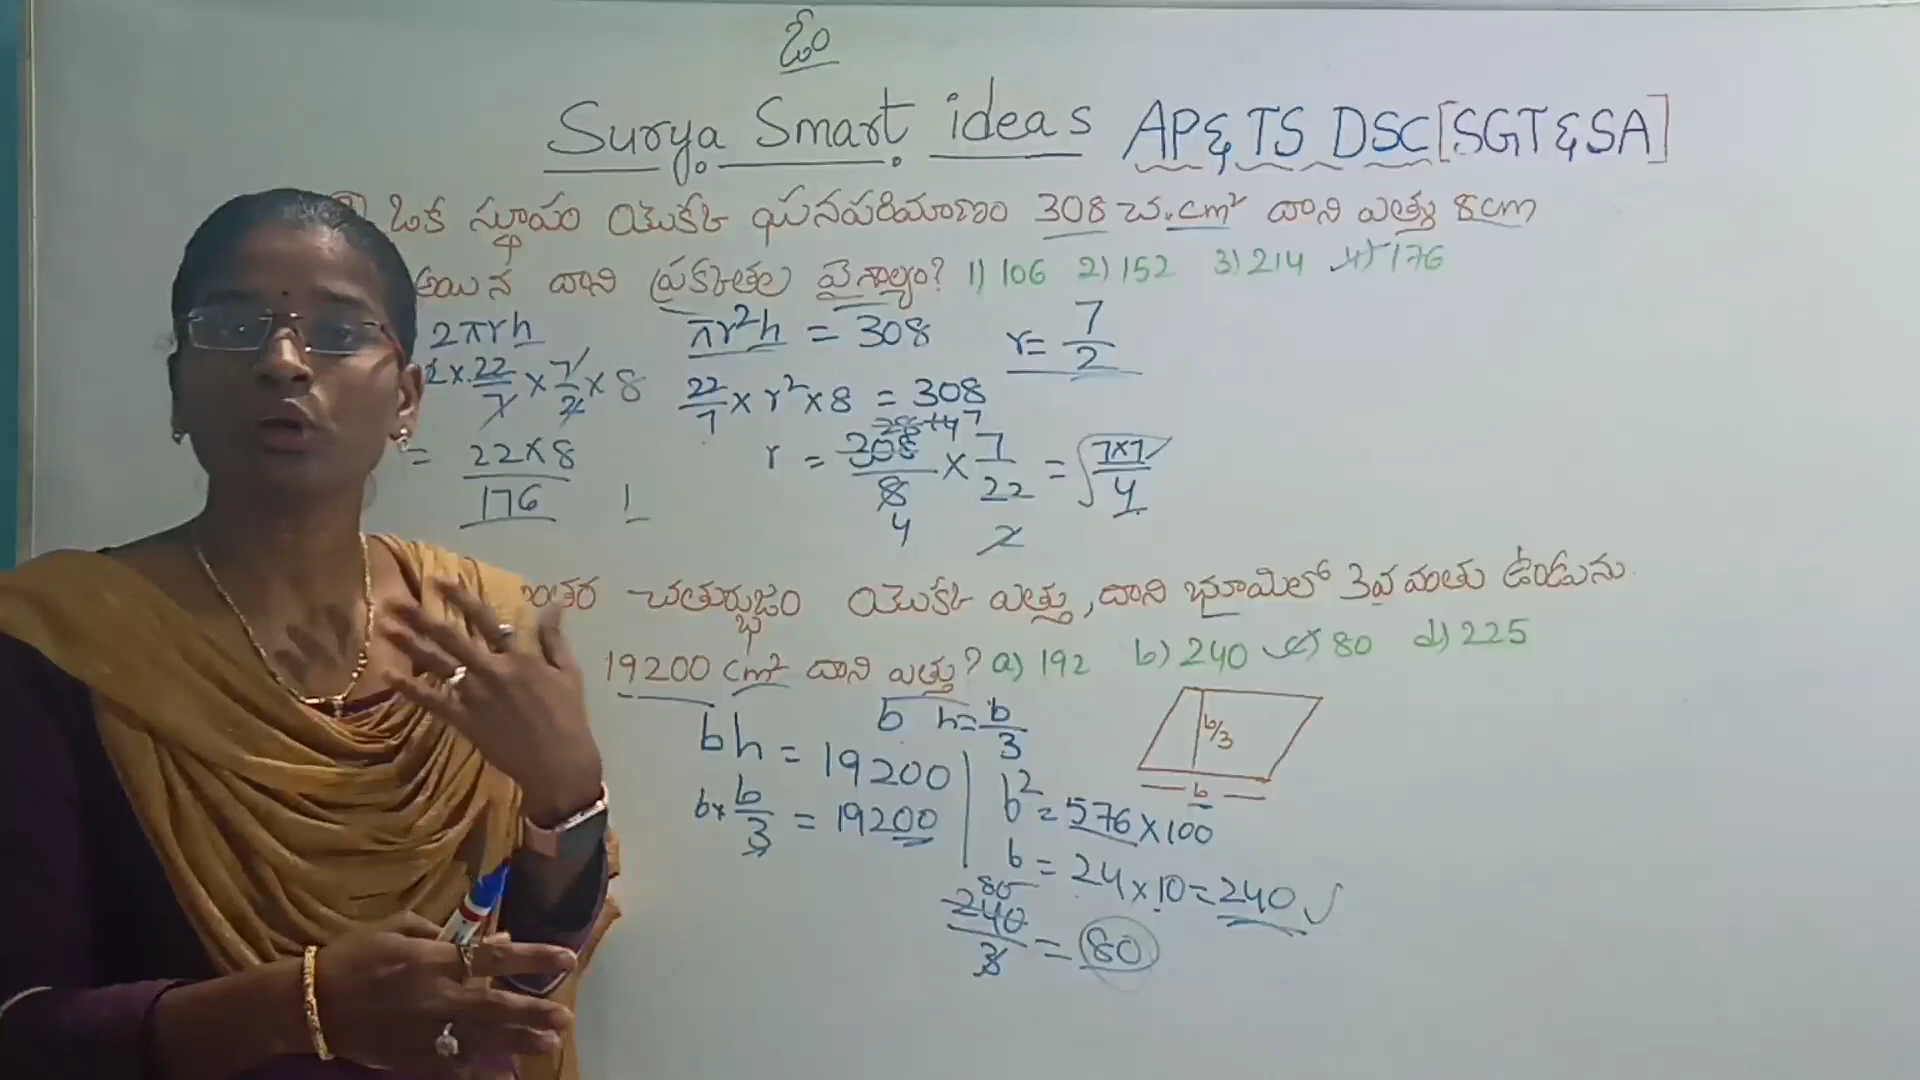 ఓం
Surya Smart ideas AP & TS DSC [SGT & SA]
ఒక స్థూపం యొక్క ఘనపరిమాణం 308 చ.cm² దాని ఎత్తు 8cm
అయిన దాని ప్రక్కతల వైశాల్యం? 1) 106 2) 152 3) 214 4) 176
2πrh πr²h = 308 r = 7/2
2 × 22/7 × 7/2 × 8 22/7 × r² × 8 = 308
= 22×8 r = 308/8 × 7/22 = √7×7/4
176 4 2
చతుర్భుజం యొక్క ఎత్తు, దాని భూమిలో 3వ వంతు ఉండును.
19200 cm² దాని ఎత్తు? a) 192 b) 240 c) 80 d) 225
bh = 19200 b h = b/3
b/3
b
b × b/3 = 19200 b² = 576 × 100
b = 24 × 10 = 240
80
240/3 = 80